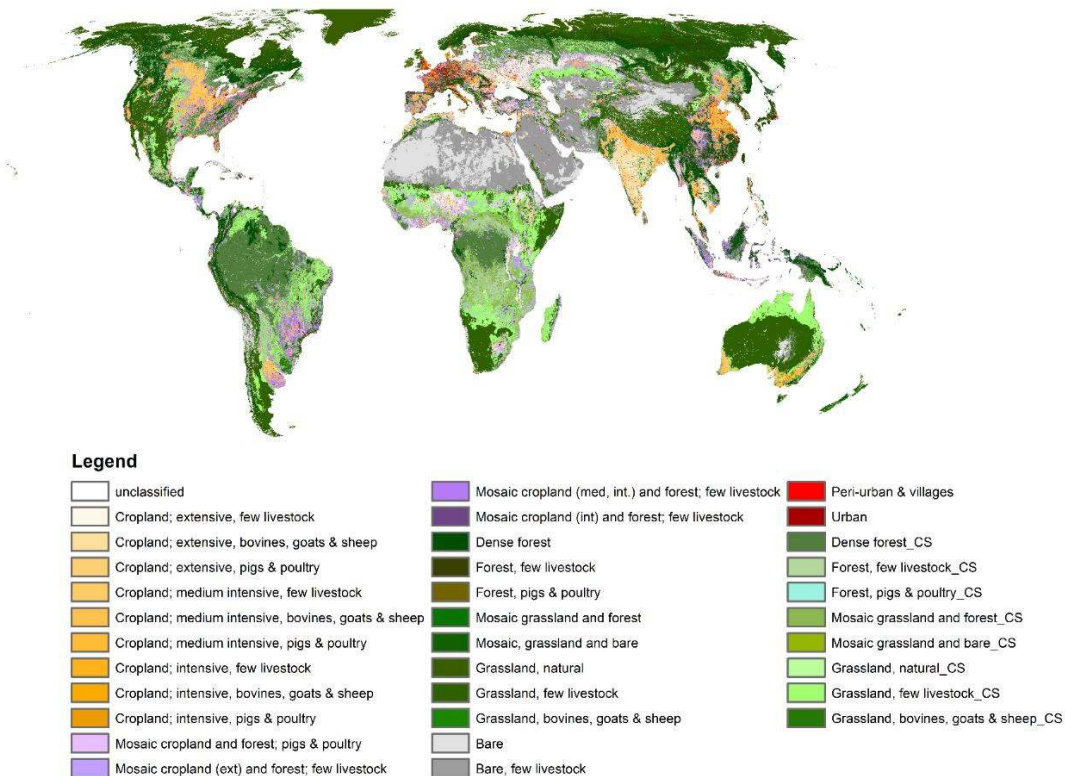 Legend
unclassified
Cropland; extensive, few livestock
Cropland; extensive, bovines, goats & sheep
Cropland; extensive, pigs & poultry
Cropland; medium intensive, few livestock
Cropland; medium intensive, bovines, goats & sheep
Cropland; medium intensive, pigs & poultry
Cropland; intensive, few livestock
Cropland; intensive, bovines, goats & sheep
Cropland; intensive, pigs & poultry
Mosaic cropland and forest; pigs & poultry
Mosaic cropland (ext) and forest; few livestock
Mosaic cropland (med, int.) and forest; few livestock
Mosaic cropland (int) and forest; few livestock
Dense forest
Forest, few livestock
Forest, pigs & poultry
Mosaic grassland and forest
Mosaic, grassland and bare
Grassland, natural
Grassland, few livestock
Grassland, bovines, goats & sheep
Bare
Bare, few livestock
Peri-urban & villages
Urban
Dense forest_CS
Forest, few livestock_CS
Forest, pigs & poultry_CS
Mosaic grassland and forest_CS
Mosaic grassland and bare_CS
Grassland, natural_CS
Grassland, few livestock_CS
Grassland, bovines, goats & sheep_CS